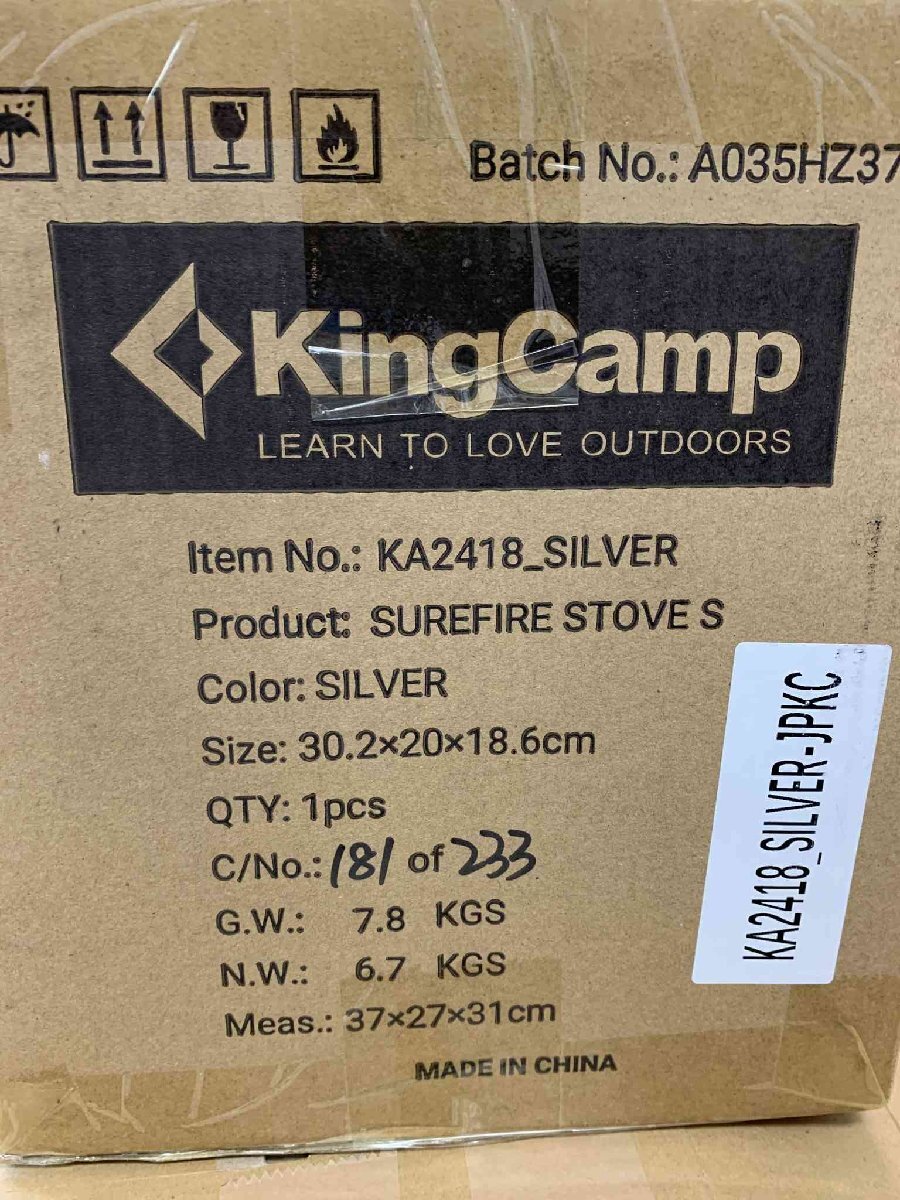 Batch No.: A035HZ37
KingCamp
LEARN TO LOVE OUTDOORS
Item No.: KA2418_SILVER
Product: SUREFIRE STOVE S
Color: SILVER
Size: 30.2×20×18.6cm
QTY: 1pcs
C/No.: 181 of 233
G.W.: 7.8 KGS
N.W.: 6.7 KGS
Meas.: 37×27×31cm
MADE IN CHINA
KA2418_SILVER-JPKC